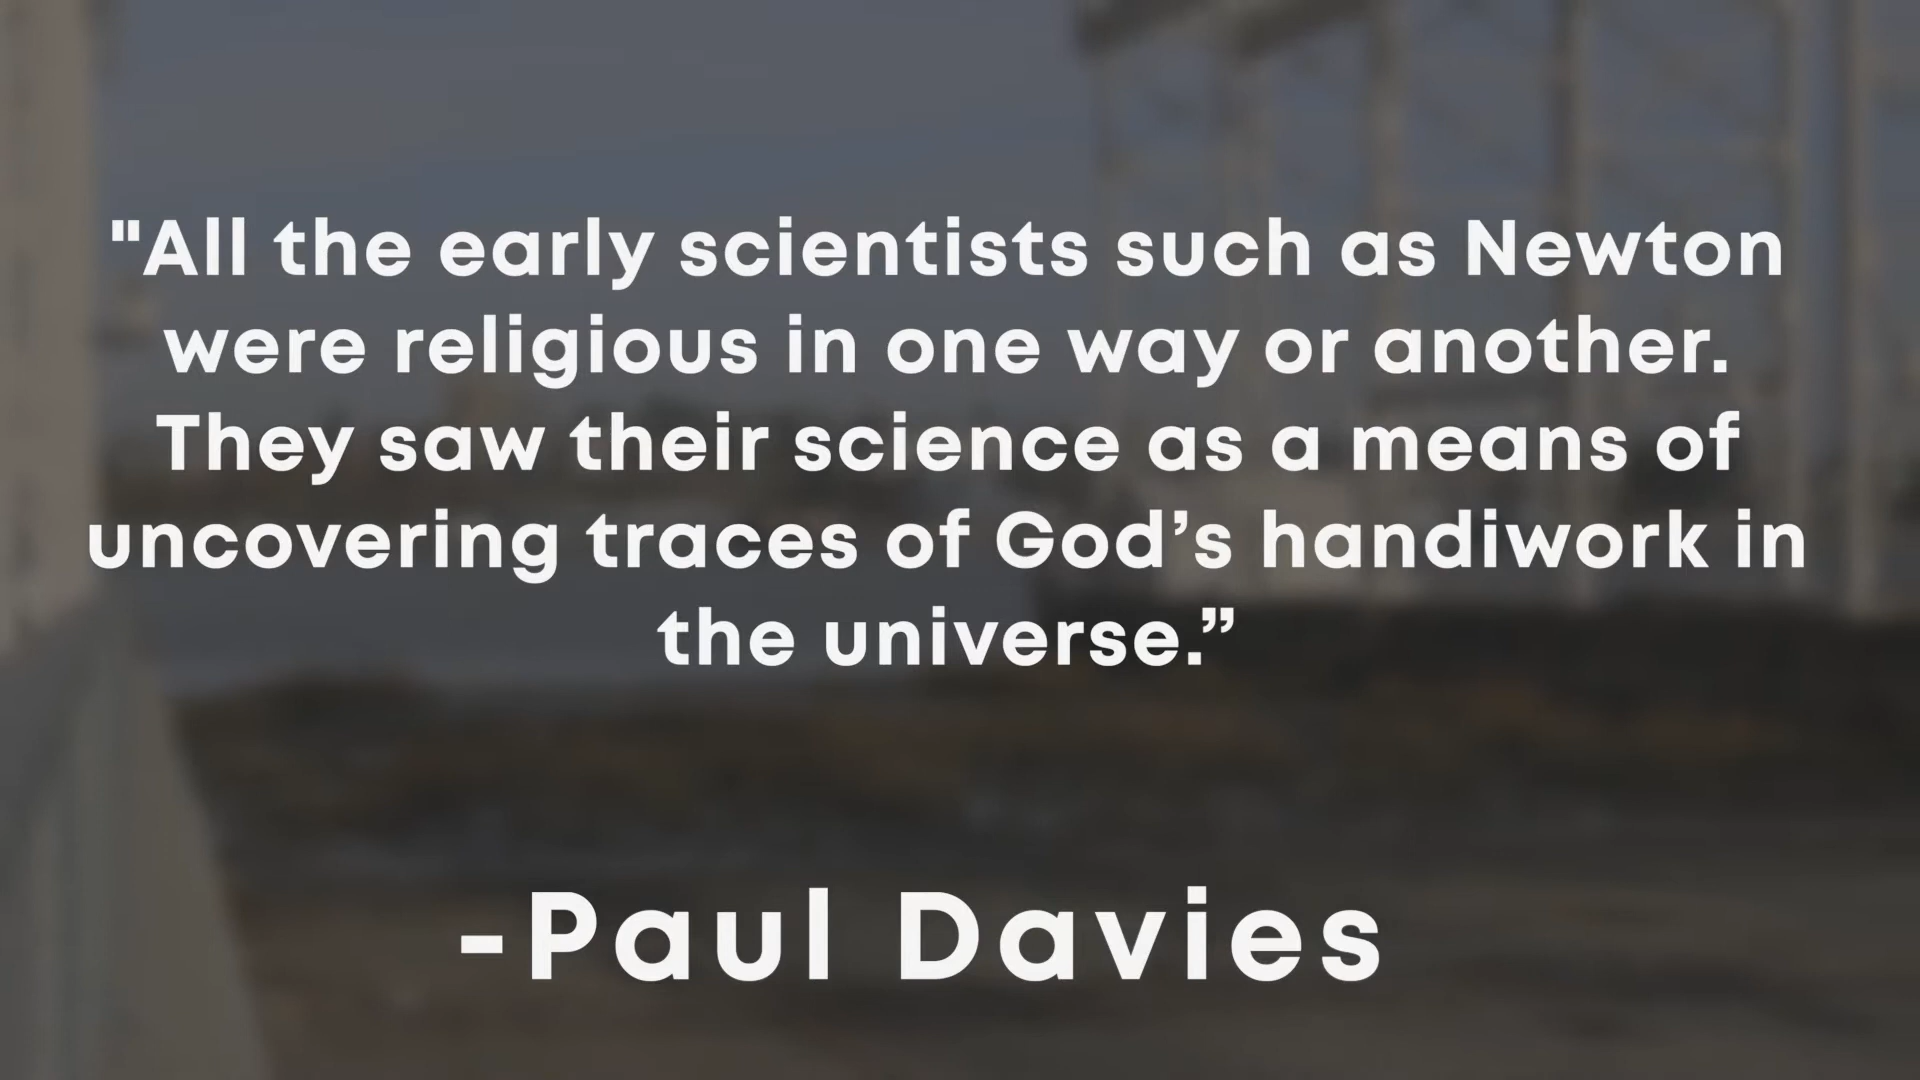 "All the early scientists such as Newton
were religious in one way or another.
They saw their science as a means of
uncovering traces of God’s handiwork in
the universe.”
-Paul Davies